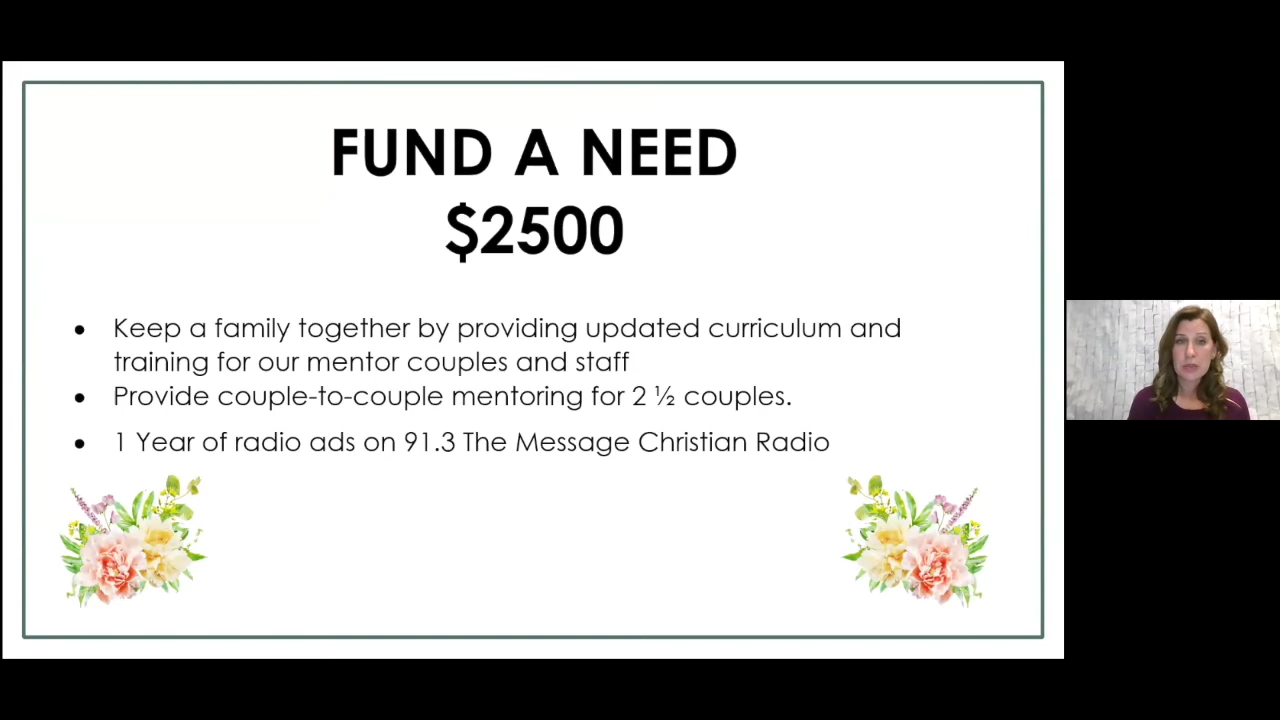 FUND A NEED
$2500
• Keep a family together by providing updated curriculum and
training for our mentor couples and staff
• Provide couple-to-couple mentoring for 2 ½ couples.
• 1 Year of radio ads on 91.3 The Message Christian Radio